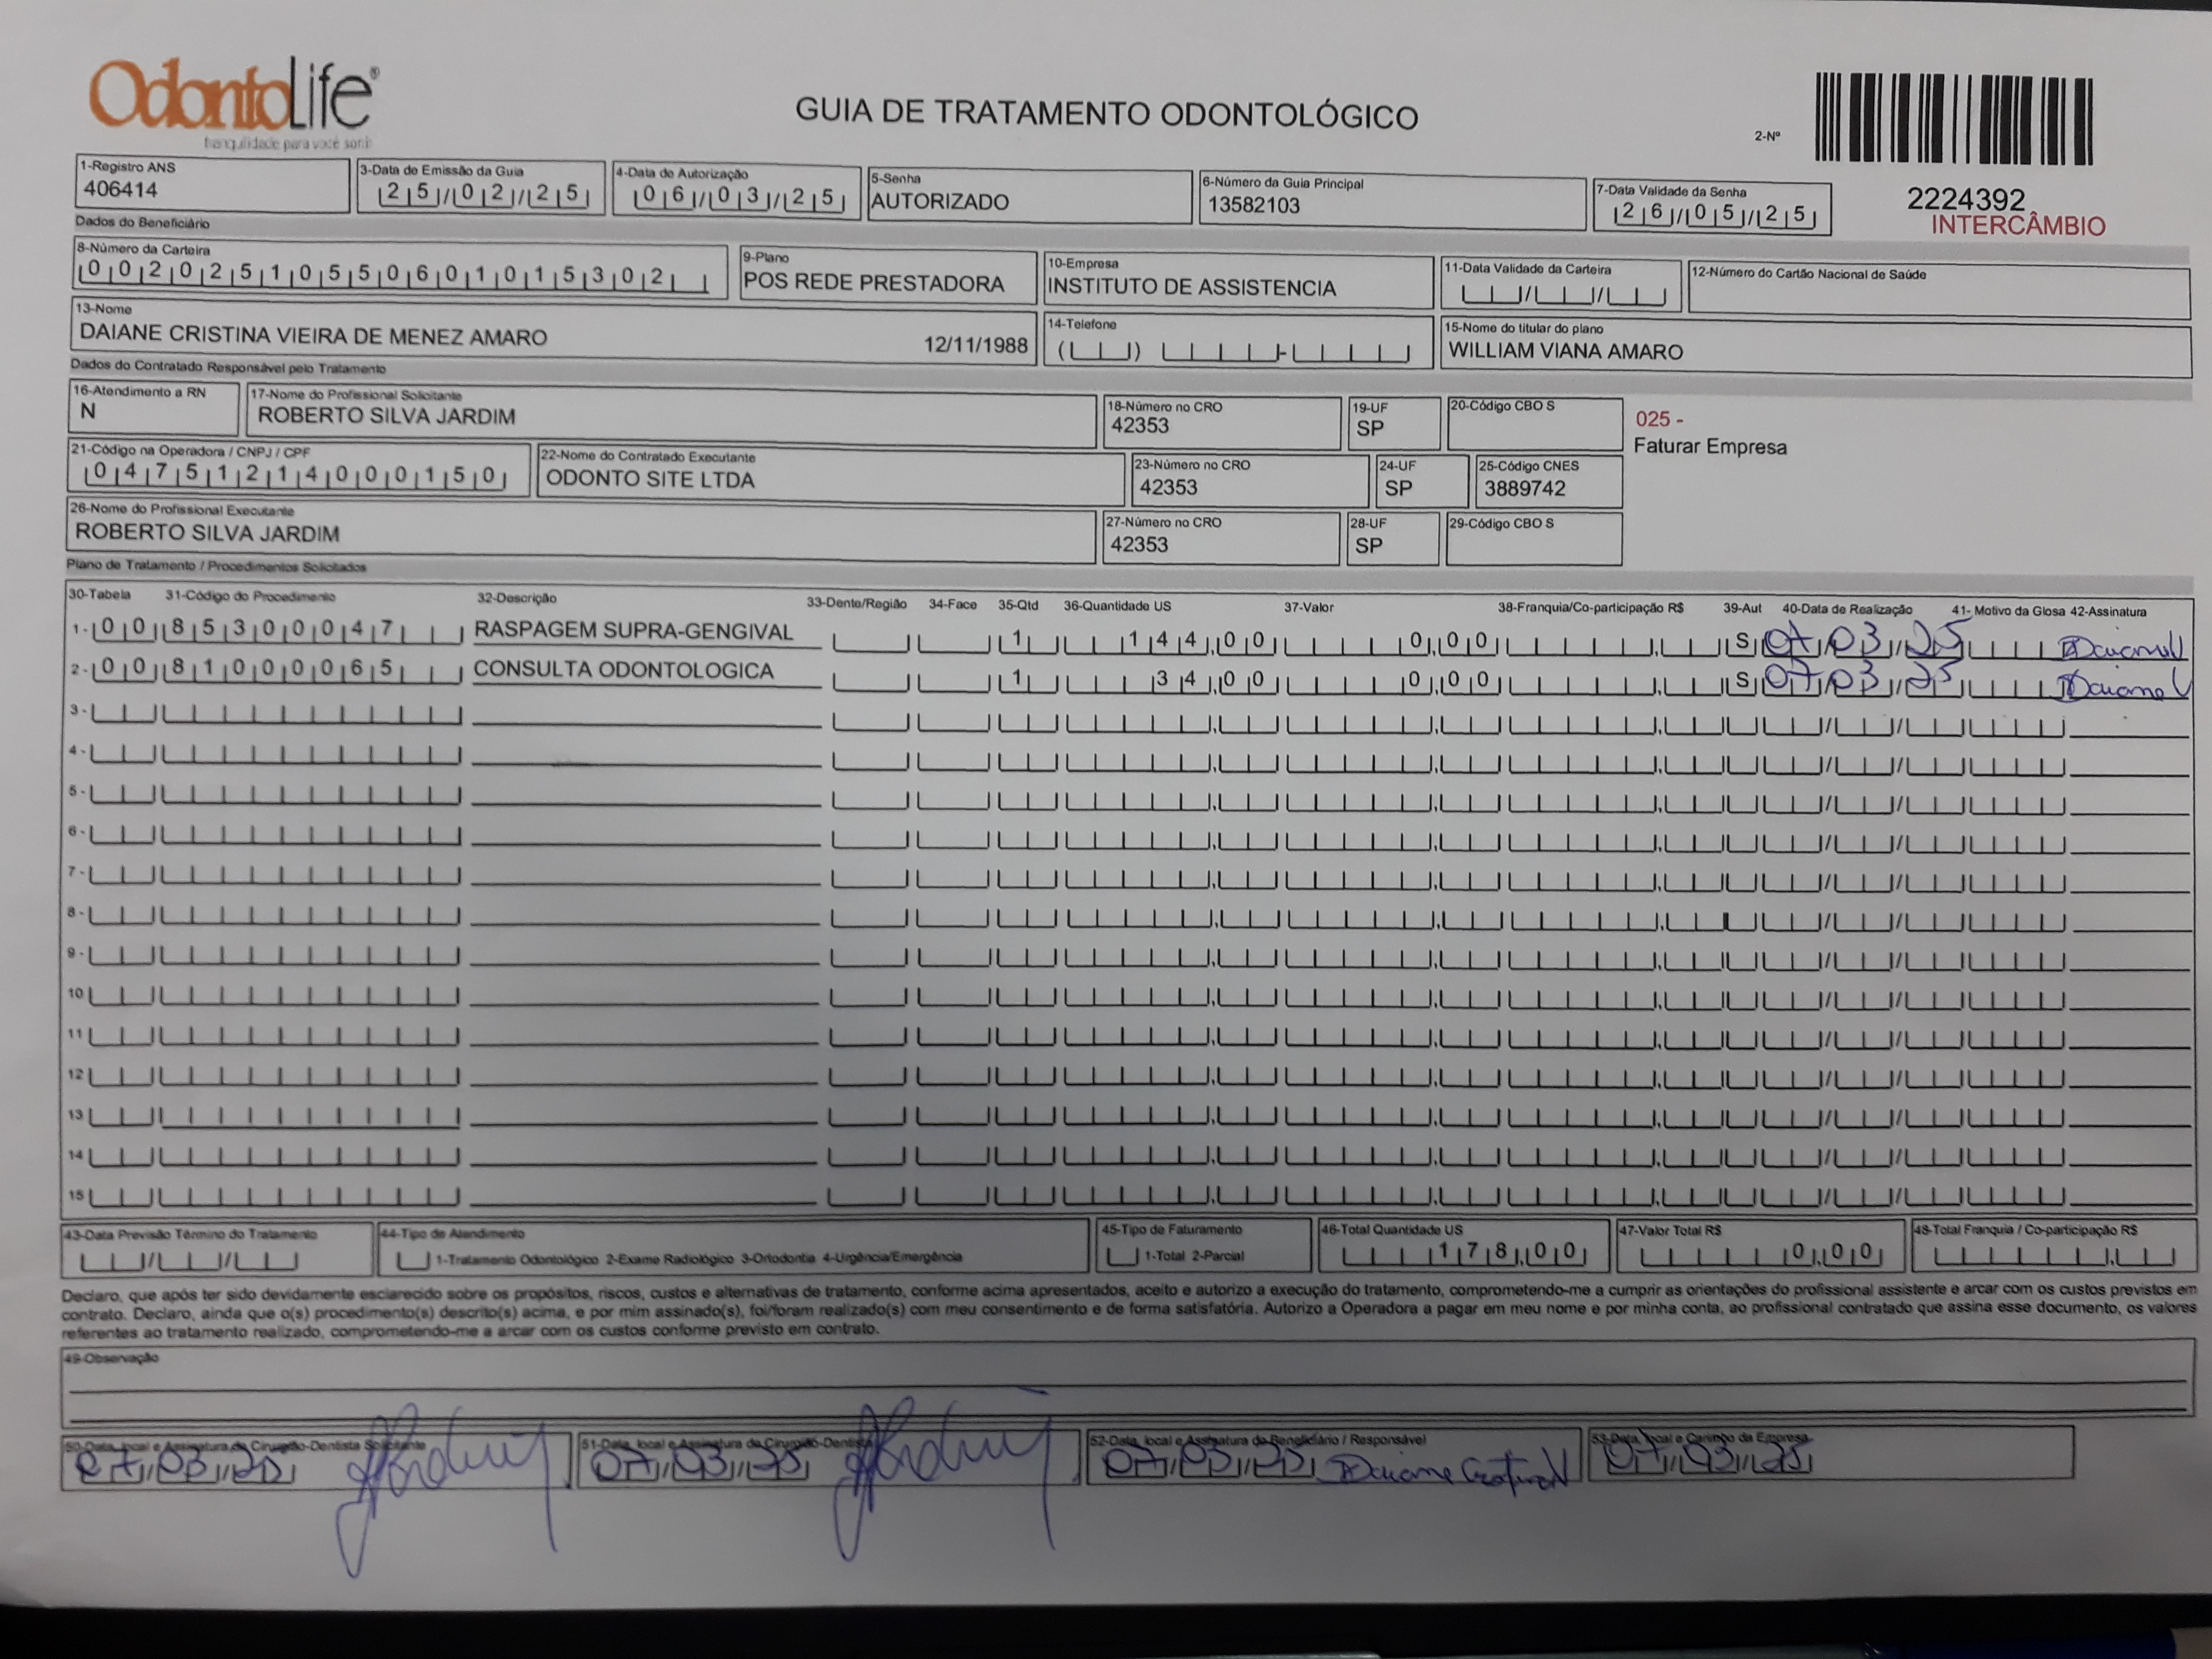 OdontoLife®
tranquilidade para você sorrir
GUIA DE TRATAMENTO ODONTOLÓGICO
2-Nº
2224392
INTERCÂMBIO
1-Registro ANS
406414
3-Data de Emissão da Guia
25/02/25
4-Data de Autorização
06/03/25
5-Senha
AUTORIZADO
6-Número da Guia Principal
13582103
7-Data Validade da Senha
26/05/25
Dados do Beneficiário
8-Número da Carteira
00202510550601015302
9-Plano
POS REDE PRESTADORA
10-Empresa
INSTITUTO DE ASSISTENCIA
11-Data Validade da Carteira
12-Número do Cartão Nacional de Saúde
13-Nome
DAIANE CRISTINA VIEIRA DE MENEZ AMARO 12/11/1988
14-Telefone
15-Nome do titular do plano
WILLIAM VIANA AMARO
Dados do Contratado Responsável pelo Tratamento
16-Atendimento a RN
N
17-Nome do Profissional Solicitante
ROBERTO SILVA JARDIM
18-Número no CRO
42353
19-UF
SP
20-Código CBO S
025 -
Faturar Empresa
21-Código na Operadora / CNPJ / CPF
04751214000150
22-Nome do Contratado Executante
ODONTO SITE LTDA
23-Número no CRO
42353
24-UF
SP
25-Código CNES
3889742
26-Nome do Profissional Executante
ROBERTO SILVA JARDIM
27-Número no CRO
42353
28-UF
SP
29-Código CBO S
Plano de Tratamento / Procedimentos Solicitados
30-Tabela 31-Código do Procedimento 32-Descrição 33-Dente/Região 34-Face 35-Qtd 36-Quantidade US 37-Valor 38-Franquia/Co-participação R$ 39-Aut 40-Data de Realização 41- Motivo da Glosa 42-Assinatura
1- 00 85300047 RASPAGEM SUPRA-GENGIVAL 1 144,00 0,00 S 07/03/25
2- 00 81000065 CONSULTA ODONTOLOGICA 1 34,00 0,00 S 07/03/25 Daiane V
3-
4-
5-
6-
7-
8-
9-
10
11
12
13
14
15
43-Data Previsão Término do Tratamento
44-Tipo de Atendimento
1-Tratamento Odontológico 2-Exame Radiológico 3-Ortodontia 4-Urgência/Emergência
45-Tipo de Faturamento
1-Total 2-Parcial
46-Total Quantidade US
178,00
47-Valor Total R$
0,00
48-Total Franquia / Co-participação R$
Declaro, que após ter sido devidamente esclarecido sobre os propósitos, riscos, custos e alternativas de tratamento, conforme acima apresentados, aceito e autorizo a execução do tratamento, comprometendo-me a cumprir as orientações do profissional assistente e arcar com os custos previstos em
contrato. Declaro, ainda que o(s) procedimento(s) descrito(s) acima, e por mim assinado(s), foi/foram realizado(s) com meu consentimento e de forma satisfatória. Autorizo a Operadora a pagar em meu nome e por minha conta, ao profissional contratado que assina esse documento, os valores
referentes ao tratamento realizado, comprometendo-me a arcar com os custos conforme previsto em contrato.
49-Observação
50-Data, local e Assinatura do Cirurgião-Dentista Solicitante
07/03/25
51-Data, local e Assinatura do Cirurgião-Dentista
07/03/25
52-Data, local e Assinatura do Beneficiário / Responsável
07/03/25 Daiane
53-Data, local e Carimbo da Empresa
07/03/25